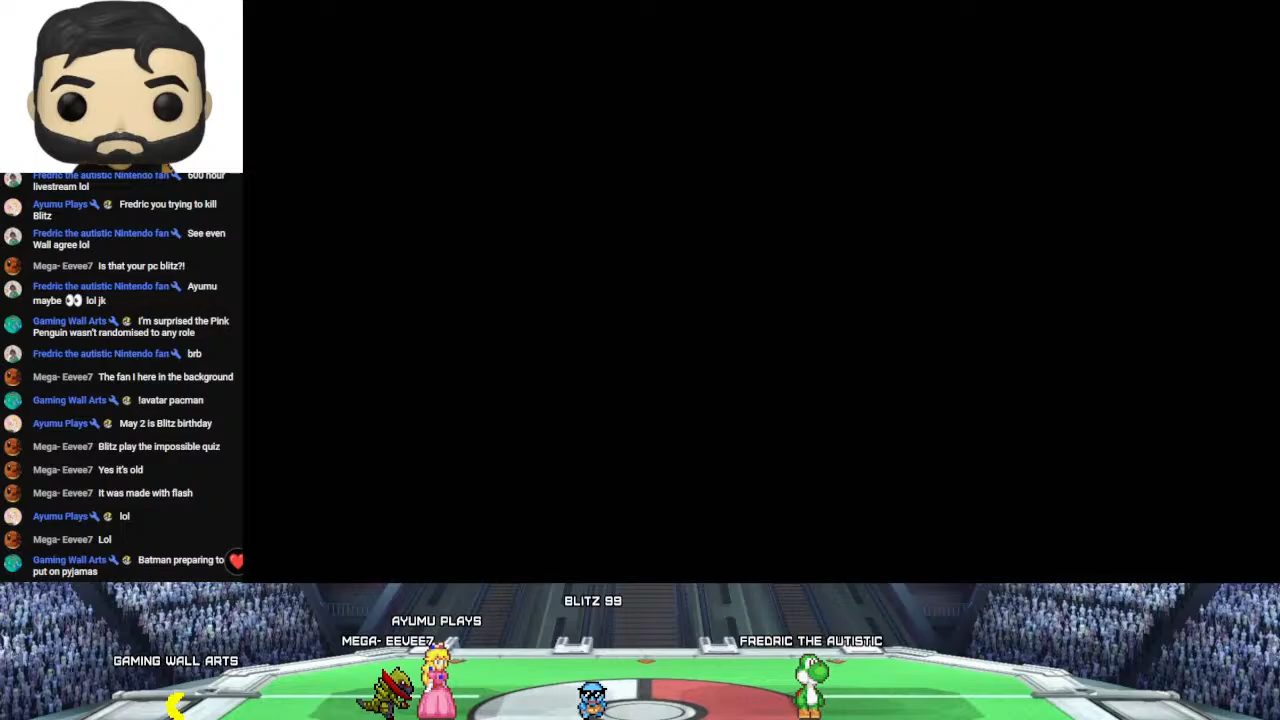 Fredric the autistic Nintendo fan 600 hour
livestream lol
Ayumu Plays Fredric you trying to kill
Blitz
Fredric the autistic Nintendo fan See even
Wall agree lol
Mega- Eevee7 Is that your pc blitz?!
Fredric the autistic Nintendo fan Ayumu
maybe 👀 lol jk
Gaming Wall Arts I'm surprised the Pink
Penguin wasn't randomised to any role
Fredric the autistic Nintendo fan brb
Mega- Eevee7 The fan I here in the background
Gaming Wall Arts !avatar pacman
Ayumu Plays May 2 is Blitz birthday
Mega- Eevee7 Blitz play the impossible quiz
Mega- Eevee7 Yes it's old
Mega- Eevee7 It was made with flash
Ayumu Plays lol
Mega- Eevee7 Lol
Gaming Wall Arts Batman preparing to
put on pyjamas
BLITZ 99
AYUMU PLAYS
MEGA- EEVEE7
FREDRIC THE AUTISTIC
GAMING WALL ARTS